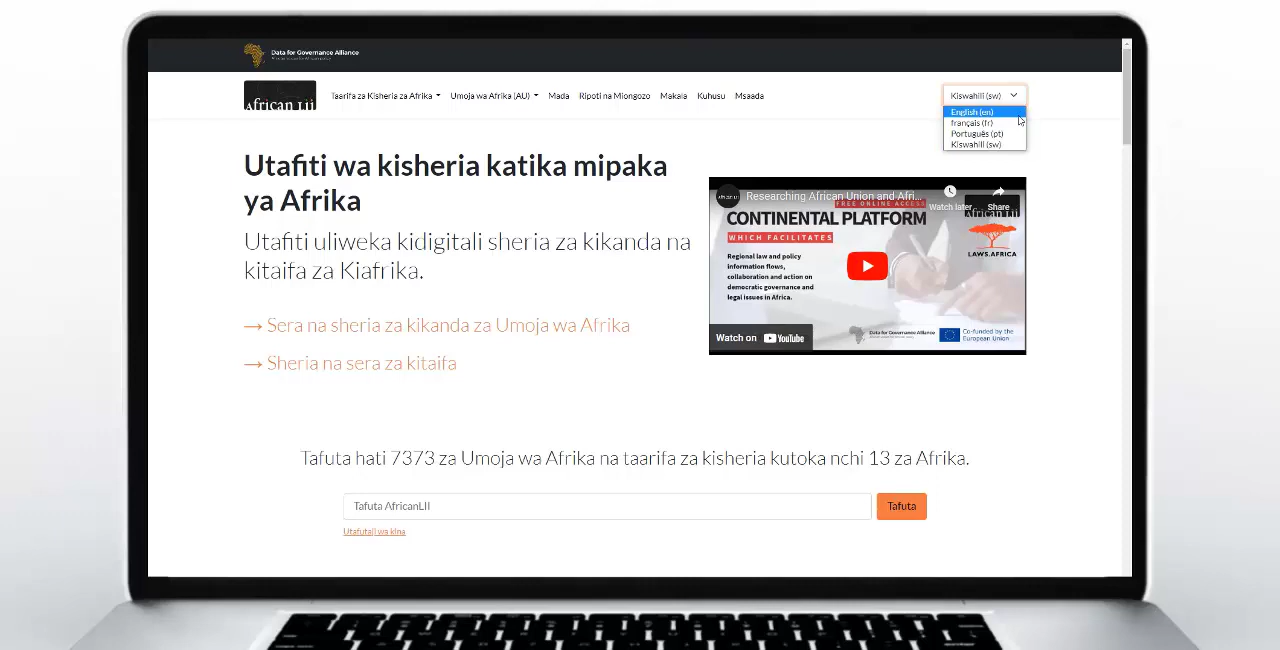 Data for Governance Alliance
African Lii
Taarifa za Kisheria za Afrika
Umoja wa Afrika (AU)
Mada
Ripoti na Miongozo
Makala
Kuhusu
Msaada
Kiswahili (sw)
English (en)
français (fr)
Português (pt)
Kiswahili (sw)
Utafiti wa kisheria katika mipaka
ya Afrika
Utafiti uliweka kidigitali sheria za kikanda na
kitaifa za Kiafrika.
→ Sera na sheria za kikanda za Umoja wa Afrika
→ Sheria na sera za kitaifa
Researching African Union and Afri...
Watch later
Share
FREE ONLINE ACCESS
African Lii
CONTINENTAL PLATFORM
WHICH FACILITATES
LAWS.AFRICA
Regional law and policy
information flows,
collaboration and action on
democratic governance and
legal issues in Africa.
Watch on YouTube
Data for Governance Alliance
Co-funded by the
European Union
Tafuta hati 7373 za Umoja wa Afrika na taarifa za kisheria kutoka nchi 13 za Afrika.
Tafuta AfricanLII
Tafuta
Utafutaji wa kina